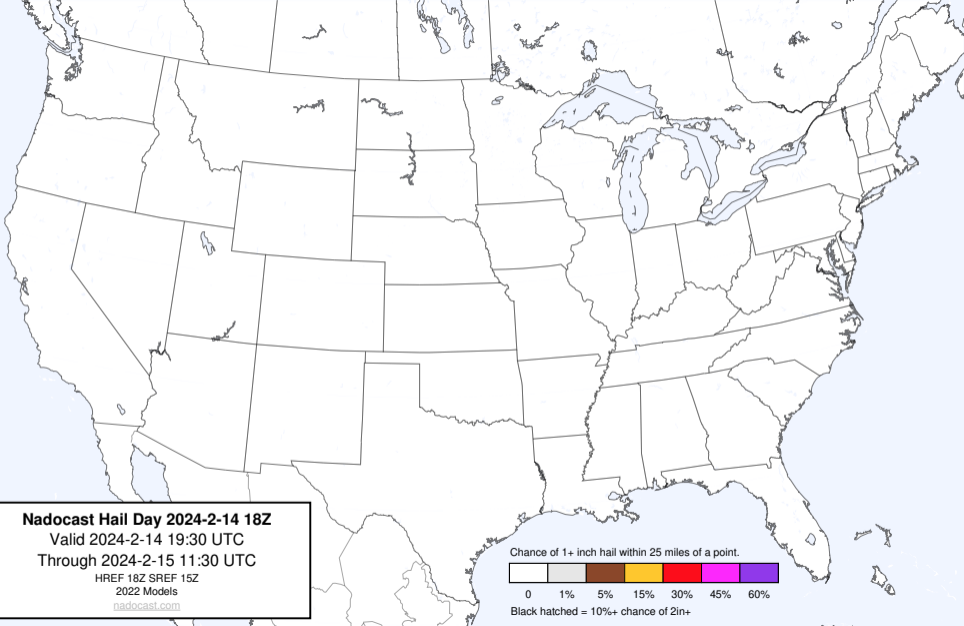 Nadocast Hail Day 2024-2-14 18Z
Valid 2024-2-14 19:30 UTC
Through 2024-2-15 11:30 UTC
HREF 18Z SREF 15Z
2022 Models
nadocast.com
Chance of 1+ inch hail within 25 miles of a point.
0 1% 5% 15% 30% 45% 60%
Black hatched = 10%+ chance of 2in+